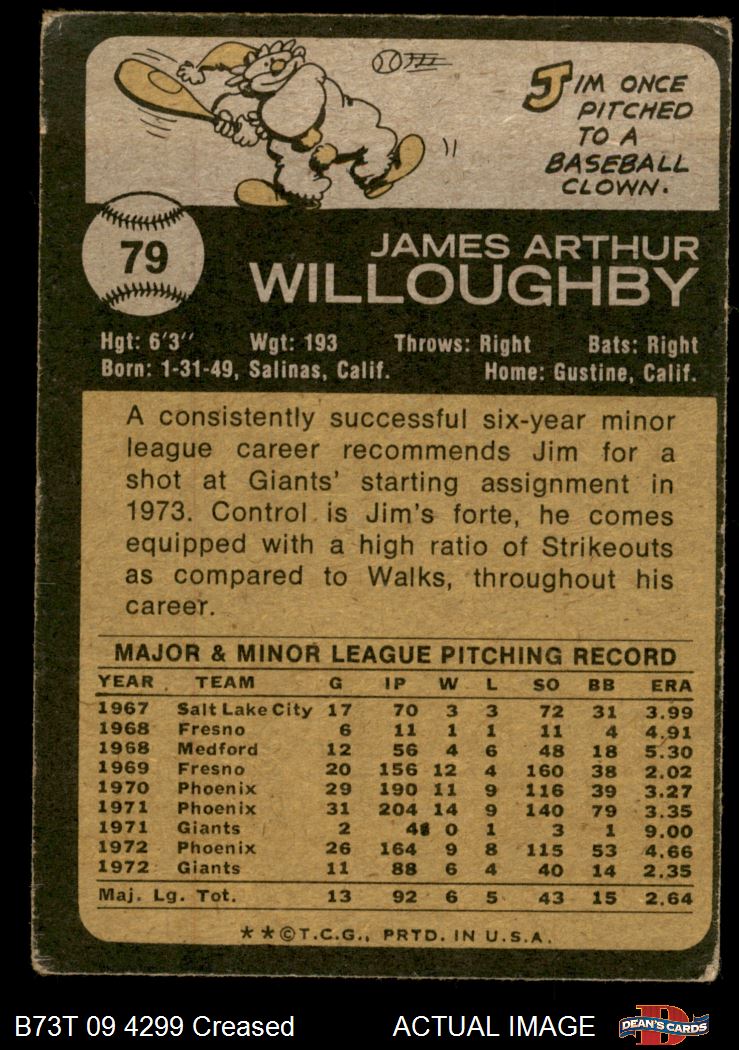 JIM ONCE
PITCHED
TO A
BASEBALL
CLOWN.
79
JAMES ARTHUR
WILLOUGHBY
Hgt: 6'3" Wgt: 193 Throws: Right Bats: Right
Born: 1-31-49, Salinas, Calif. Home: Gustine, Calif.
A consistently successful six-year minor
league career recommends Jim for a
shot at Giants' starting assignment in
1973. Control is Jim's forte, he comes
equipped with a high ratio of Strikeouts
as compared to Walks, throughout his
career.
MAJOR & MINOR LEAGUE PITCHING RECORD
YEAR TEAM G IP W L SO BB ERA
1967 Salt Lake City 17 70 3 3 72 31 3.99
1968 Fresno 6 11 1 1 11 4 4.91
1968 Medford 12 56 4 6 48 18 5.30
1969 Fresno 20 156 12 4 160 38 2.02
1970 Phoenix 29 190 11 9 116 39 3.27
1971 Phoenix 31 204 14 9 140 79 3.35
1971 Giants 2 4 0 1 3 1 9.00
1972 Phoenix 26 164 9 8 115 53 4.66
1972 Giants 11 88 6 4 40 14 2.35
Maj. Lg. Tot. 13 92 6 5 43 15 2.64
**©T.C.G., PRTD. IN U.S.A.
B73T 09 4299 Creased ACTUAL IMAGE
DEAN'S CARDS